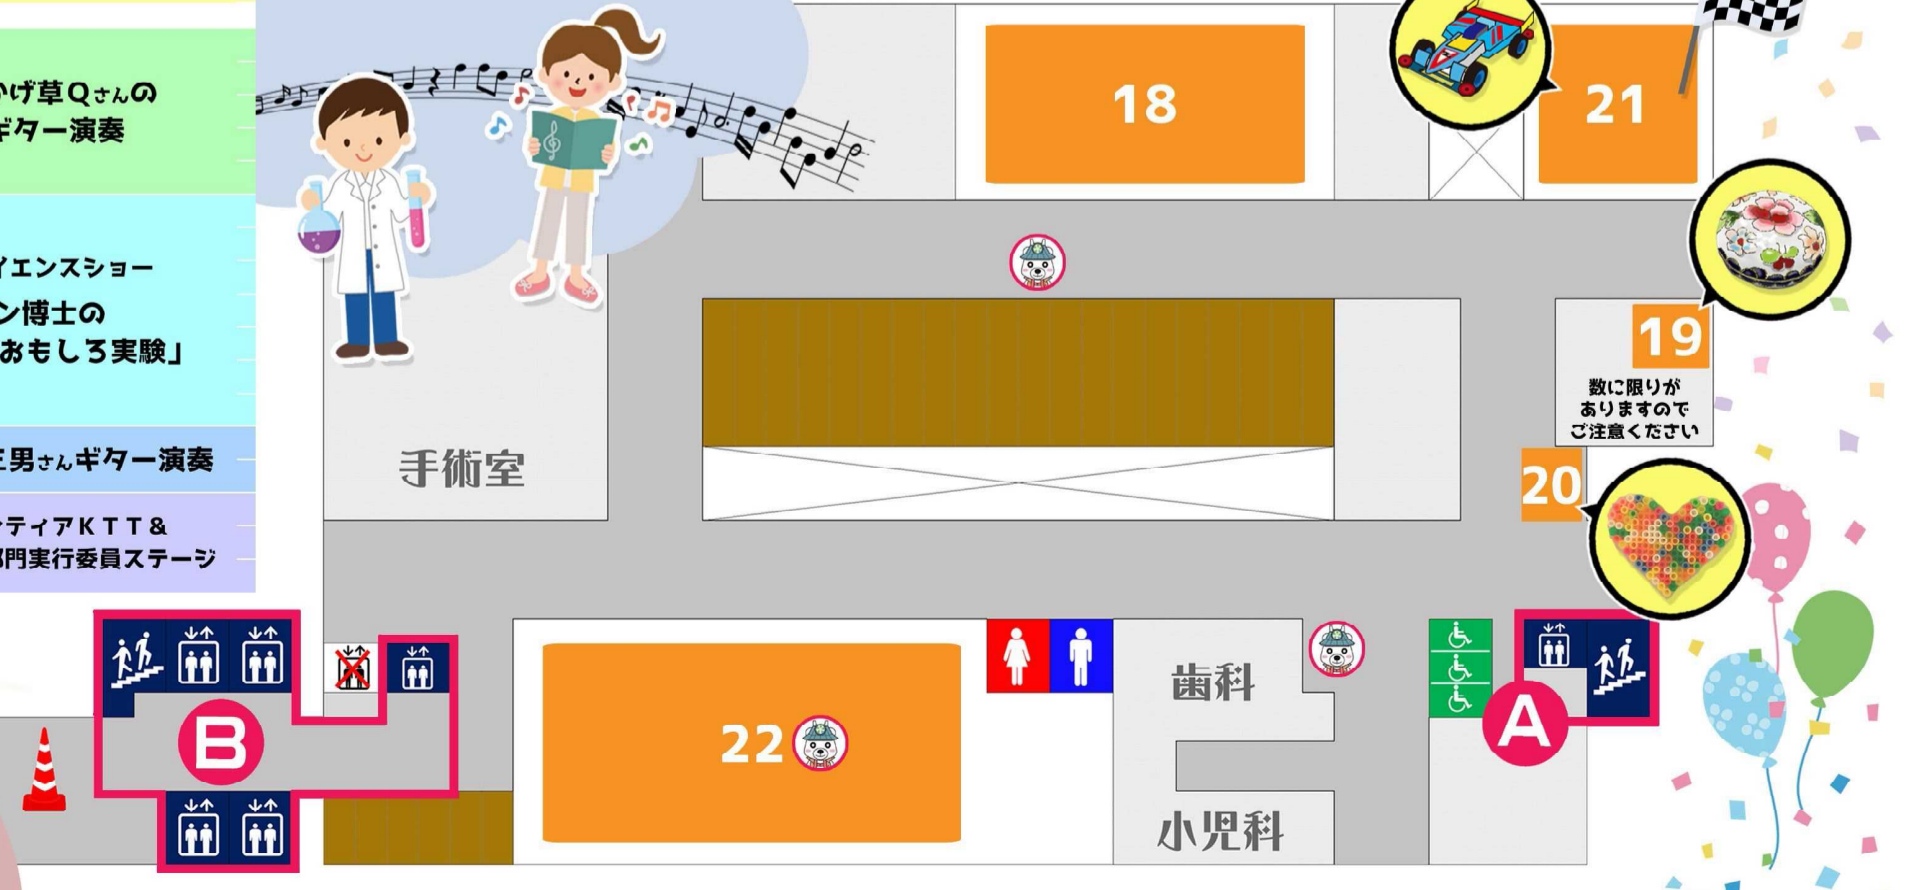 かげ草Qさんの
ギター演奏
イエンスショー
ン博士の
おもしろ実験」
三男さんギター演奏
ティアKTT&
部門実行委員ステージ
18
21
19
数に限りが
ありますので
ご注意ください
20
手術室
歯科
22
小児科
A
B